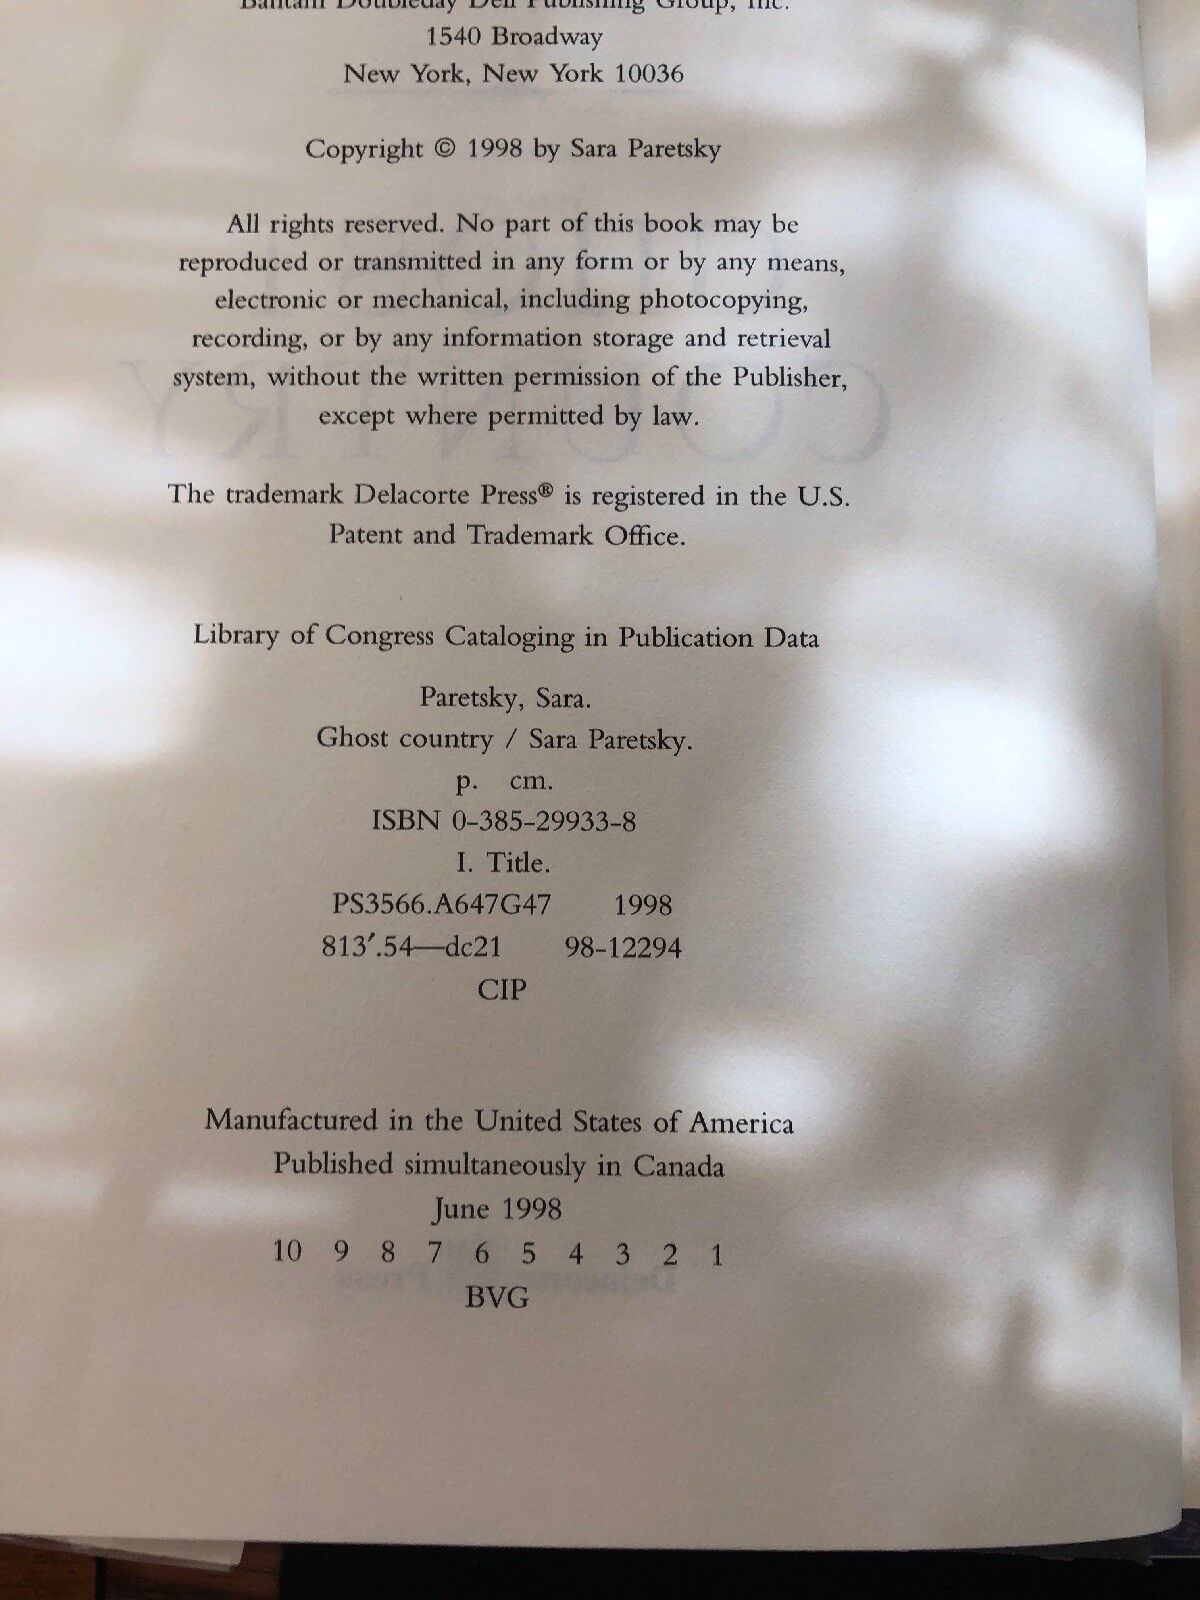 Bantam Doubleday Dell Publishing Group, Inc.
1540 Broadway
New York, New York 10036
Copyright © 1998 by Sara Paretsky
All rights reserved. No part of this book may be
reproduced or transmitted in any form or by any means,
electronic or mechanical, including photocopying,
recording, or by any information storage and retrieval
system, without the written permission of the Publisher,
except where permitted by law.
The trademark Delacorte Press® is registered in the U.S.
Patent and Trademark Office.
Library of Congress Cataloging in Publication Data
Paretsky, Sara.
Ghost country / Sara Paretsky.
p. cm.
ISBN 0-385-29933-8
I. Title.
PS3566.A647G47 1998
813′.54—dc21 98-12294
CIP
Manufactured in the United States of America
Published simultaneously in Canada
June 1998
10 9 8 7 6 5 4 3 2 1
BVG